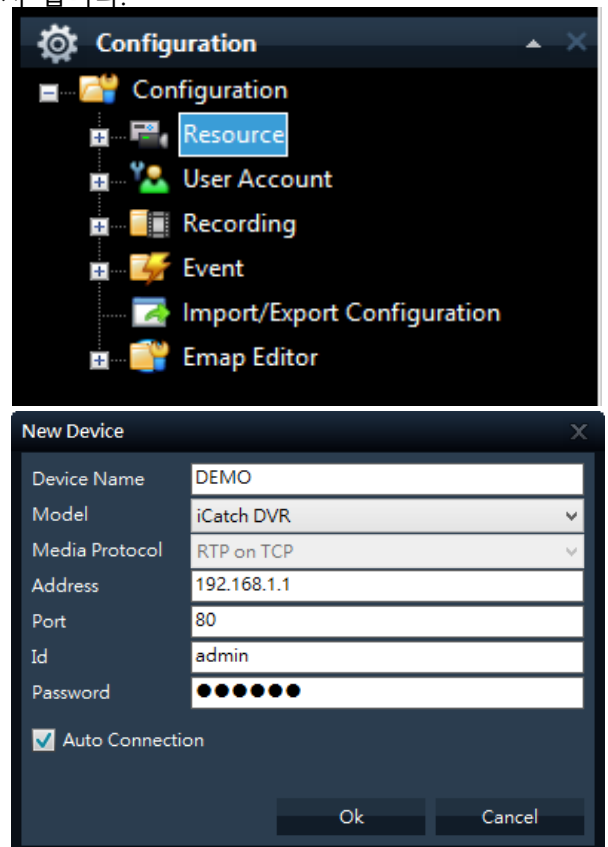 Configuration
Configuration
Resource
User Account
Recording
Event
Import/Export Configuration
Emap Editor
New Device
Device Name DEMO
Model iCatch DVR
Media Protocol RTP on TCP
Address 192.168.1.1
Port 80
Id admin
Password ●●●●●●
Auto Connection
Ok Cancel